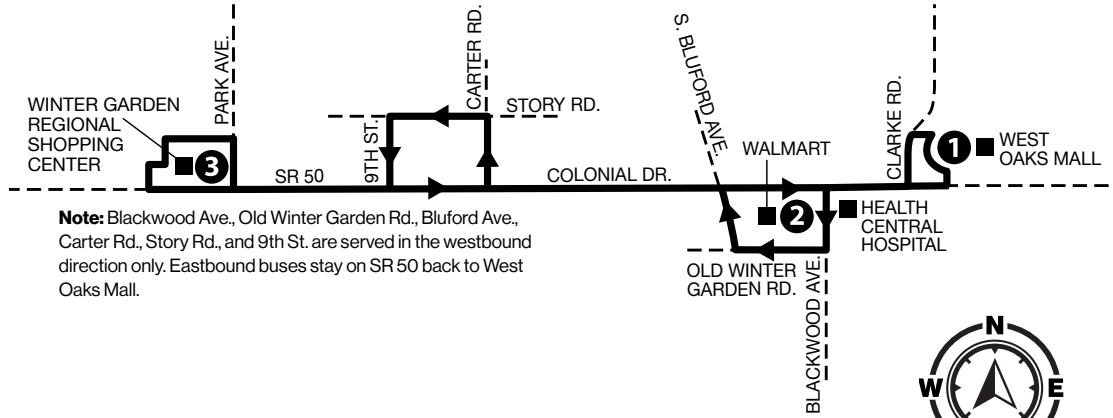 PARK AVE.
CARTER RD.
S. BLUFORD AVE.
CLARKE RD.
WINTER GARDEN
REGIONAL
SHOPPING
CENTER
3
9TH ST.
STORY RD.
SR 50
COLONIAL DR.
WALMART
2
1
WEST
OAKS MALL
HEALTH
CENTRAL
HOSPITAL
OLD WINTER
GARDEN RD.
BLACKWOOD AVE.
Note: Blackwood Ave., Old Winter Garden Rd., Bluford Ave.,
Carter Rd., Story Rd., and 9th St. are served in the westbound
direction only. Eastbound buses stay on SR 50 back to West
Oaks Mall.
N
W
E